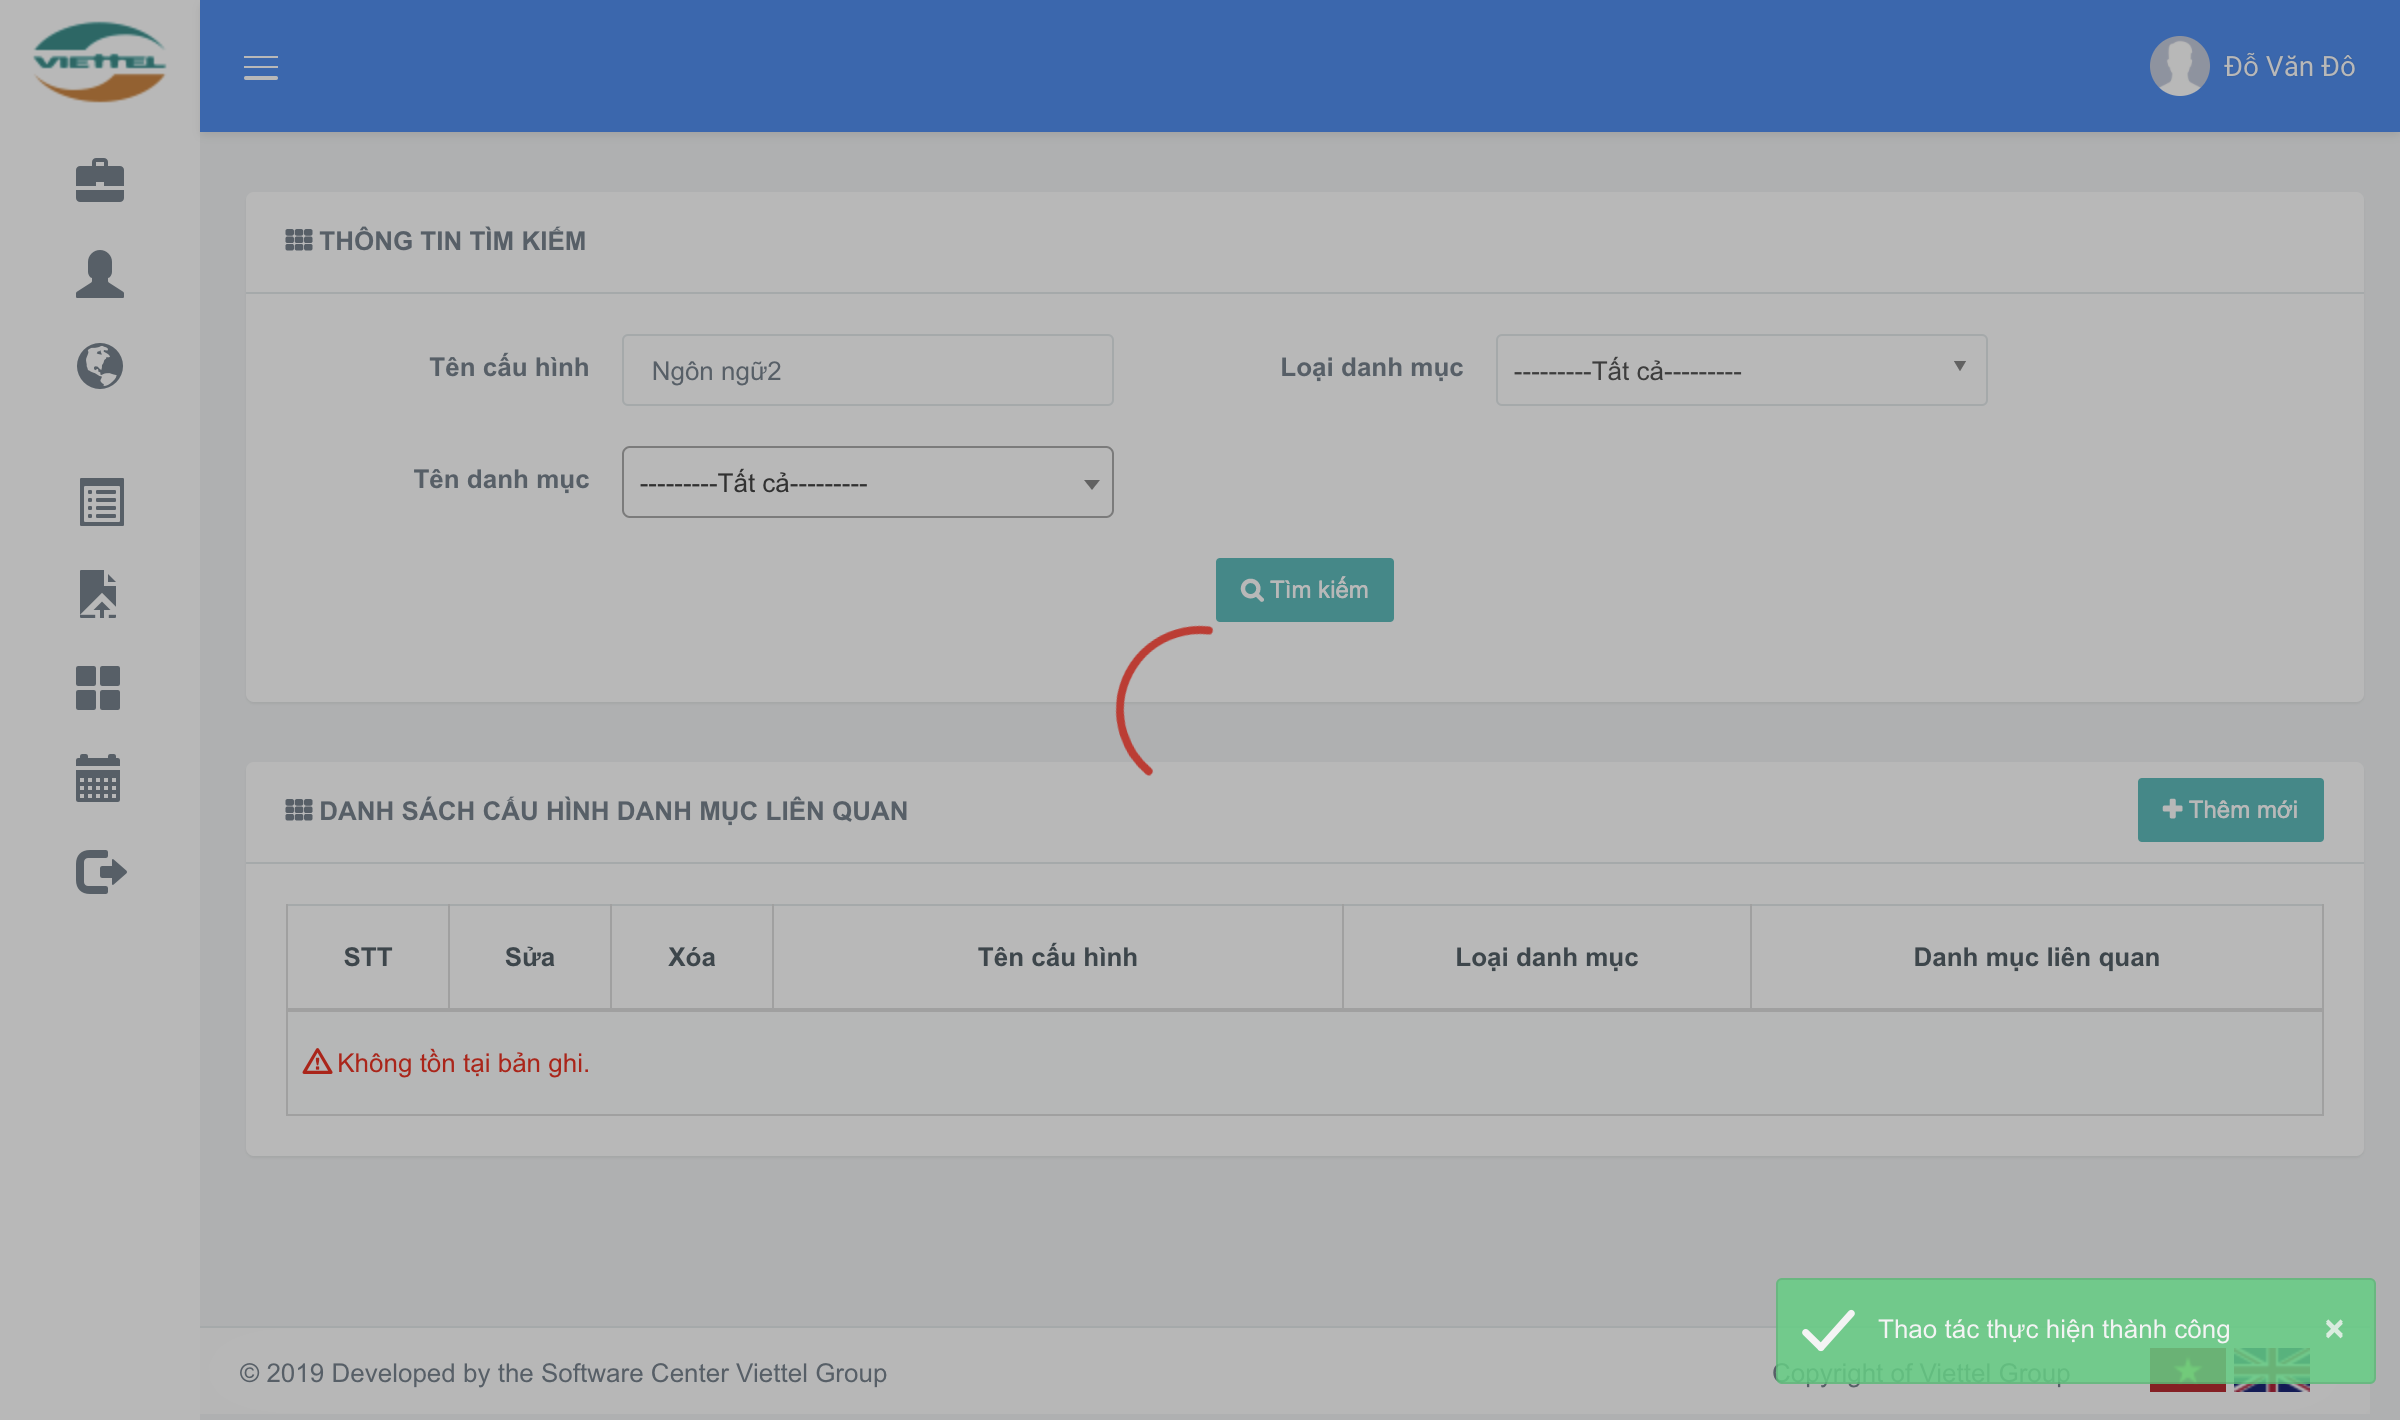 VIETTEL
Đỗ Văn Đô
THÔNG TIN TÌM KIẾM
Tên cấu hình
Ngôn ngữ2
Loại danh mục
---------Tất cả---------
Tên danh mục
---------Tất cả---------
Tìm kiếm
DANH SÁCH CẤU HÌNH DANH MỤC LIÊN QUAN
Thêm mới
STT
Sửa
Xóa
Tên cấu hình
Loại danh mục
Danh mục liên quan
Không tồn tại bản ghi.
Thao tác thực hiện thành công
© 2019 Developed by the Software Center Viettel Group
Copyright of Viettel Group